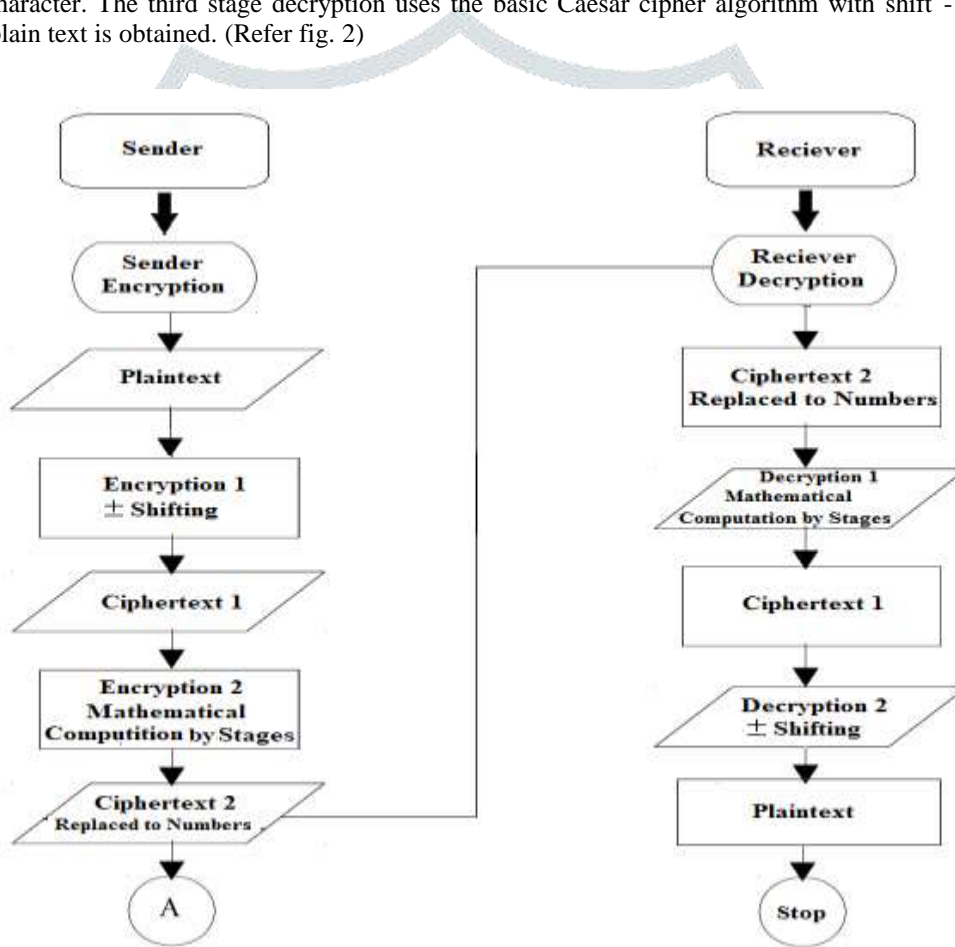 character. The third stage decryption uses the basic Caesar cipher algorithm with shift -
plain text is obtained. (Refer fig. 2)
Sender
Sender
Encryption
Plaintext
Encryption 1
± Shifting
Ciphertext 1
Encryption 2
Mathematical
Computition by Stages
Ciphertext 2
Replaced to Numbers
A
Reciever
Reciever
Decryption
Ciphertext 2
Replaced to Numbers
Decryption 1
Mathematical
Computation by Stages
Ciphertext 1
Decryption 2
± Shifting
Plaintext
Stop